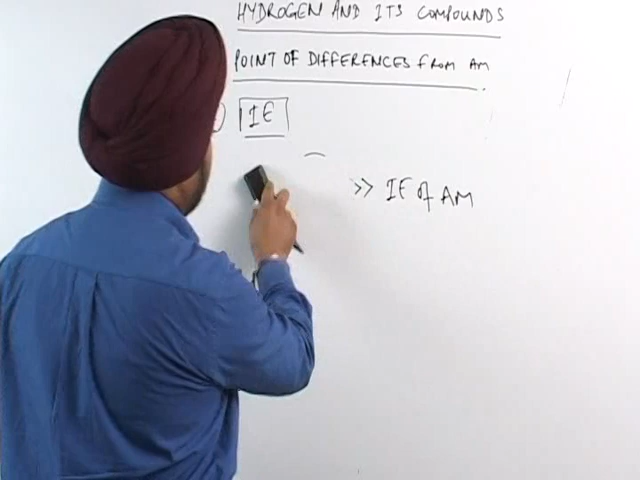 HYDROGEN AND ITS COMPOUNDS
POINT OF DIFFERENCES FROM AM
IE
>> IE of AM